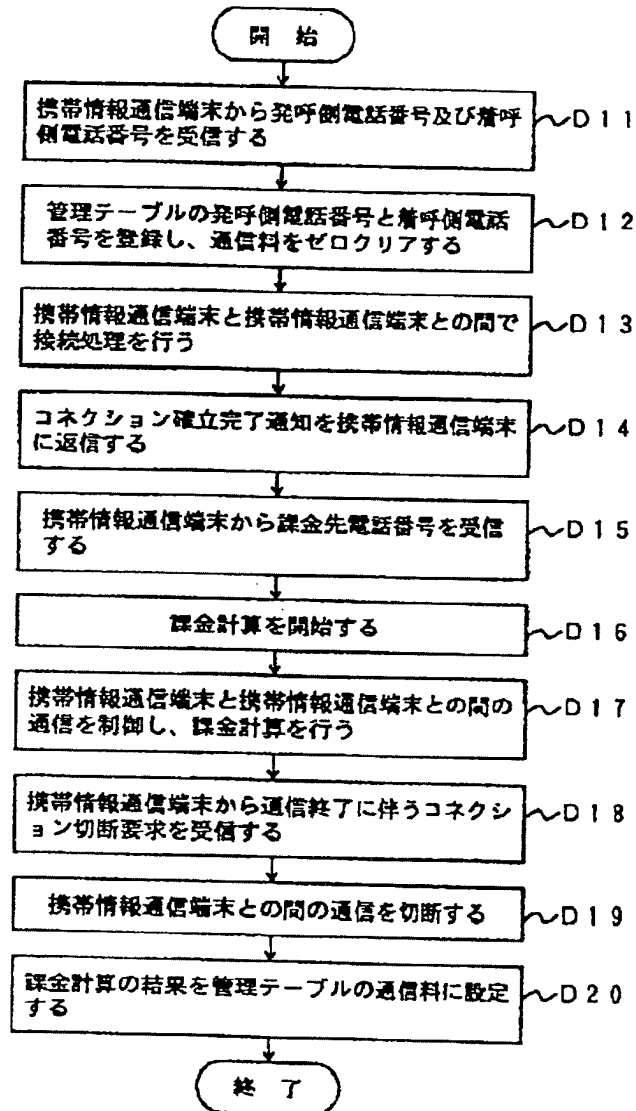 開 始
携帯情報通信端末から発呼側電話番号及び着呼 D11
側電話番号を受信する
管理テーブルの発呼側電話番号と着呼側電話 D12
番号を登録し、通信料をゼロクリアする
携帯情報通信端末と携帯情報通信端末との間で D13
接続処理を行う
コネクション確立完了通知を携帯情報通信端末 D14
に返信する
携帯情報通信端末から課金先電話番号を受信 D15
する
課金計算を開始する D16
携帯情報通信端末と携帯情報通信端末との間の D17
通信を制御し、課金計算を行う
携帯情報通信端末から通信終了に伴うコネクシ D18
ョン切断要求を受信する
携帯情報通信端末との間の通信を切断する D19
課金計算の結果を管理テーブルの通信料に設定 D20
する
終 了